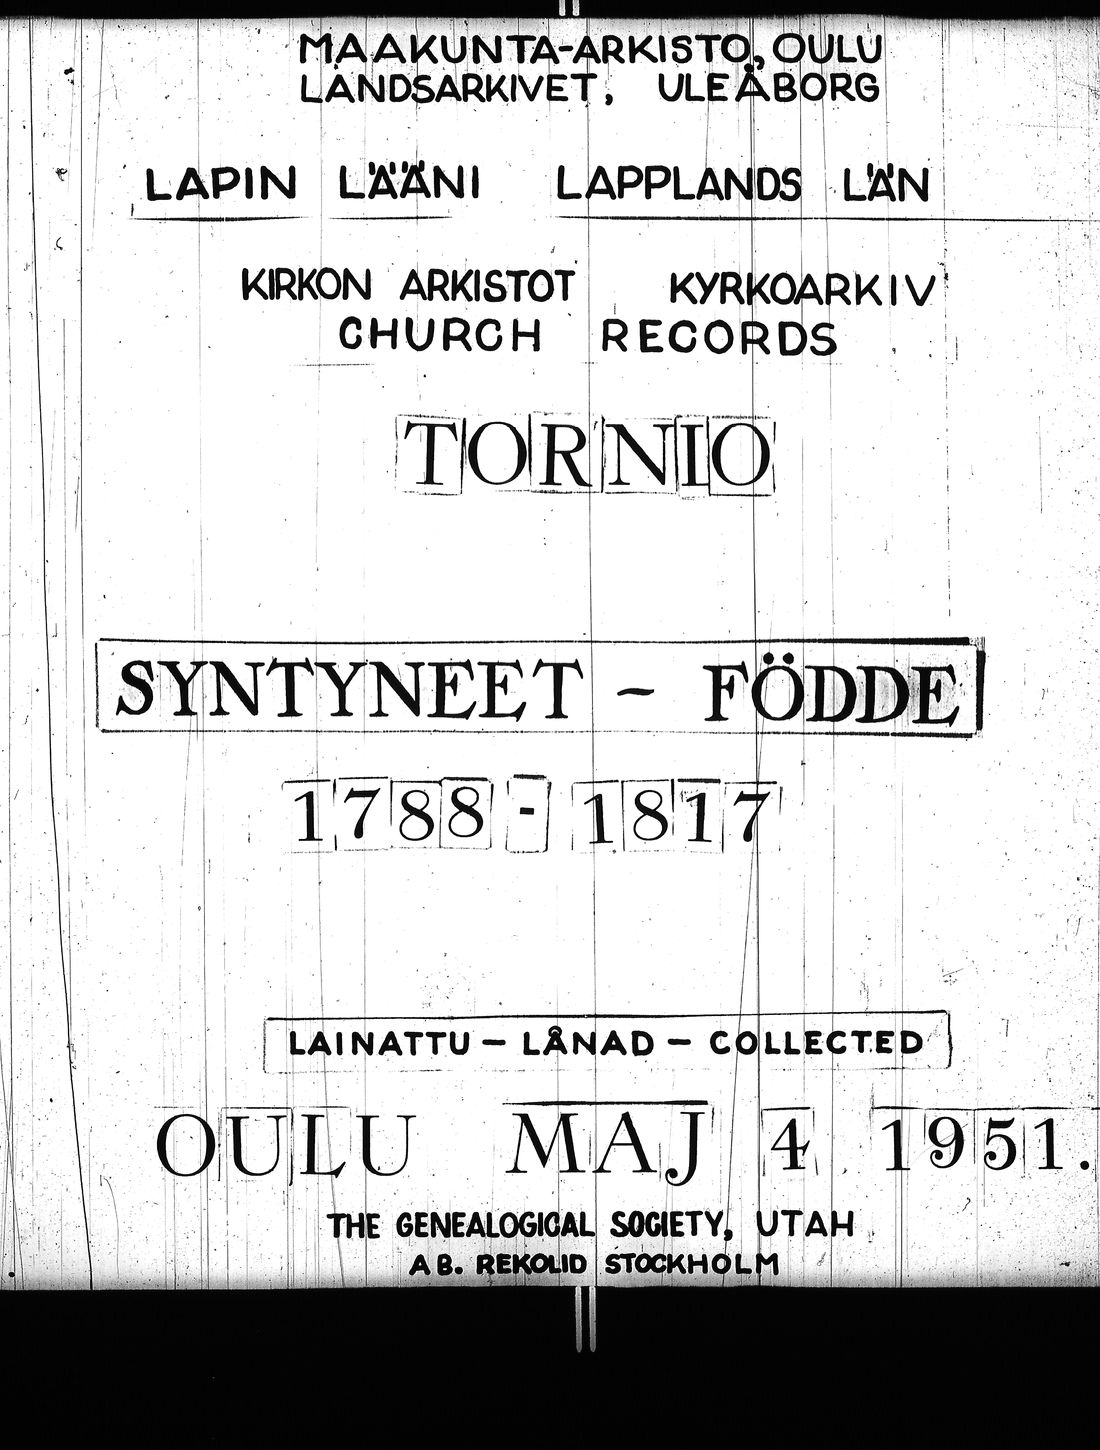 MAAKUNTA-ARKISTO, OULU
LANDSARKIVET, ULEÅBORG
LAPIN LÄÄNI LAPPLANDS LÄN
KIRKON ARKISTOT KYRKOARKIV
CHURCH RECORDS
TORNIO
SYNTYNEET - FÖDDE
1788 - 1817
LAINATTU - LÅNAD - COLLECTED
OULU MAJ 4 1951.
THE GENEALOGICAL SOCIETY, UTAH
AB. REKOLID STOCKHOLM